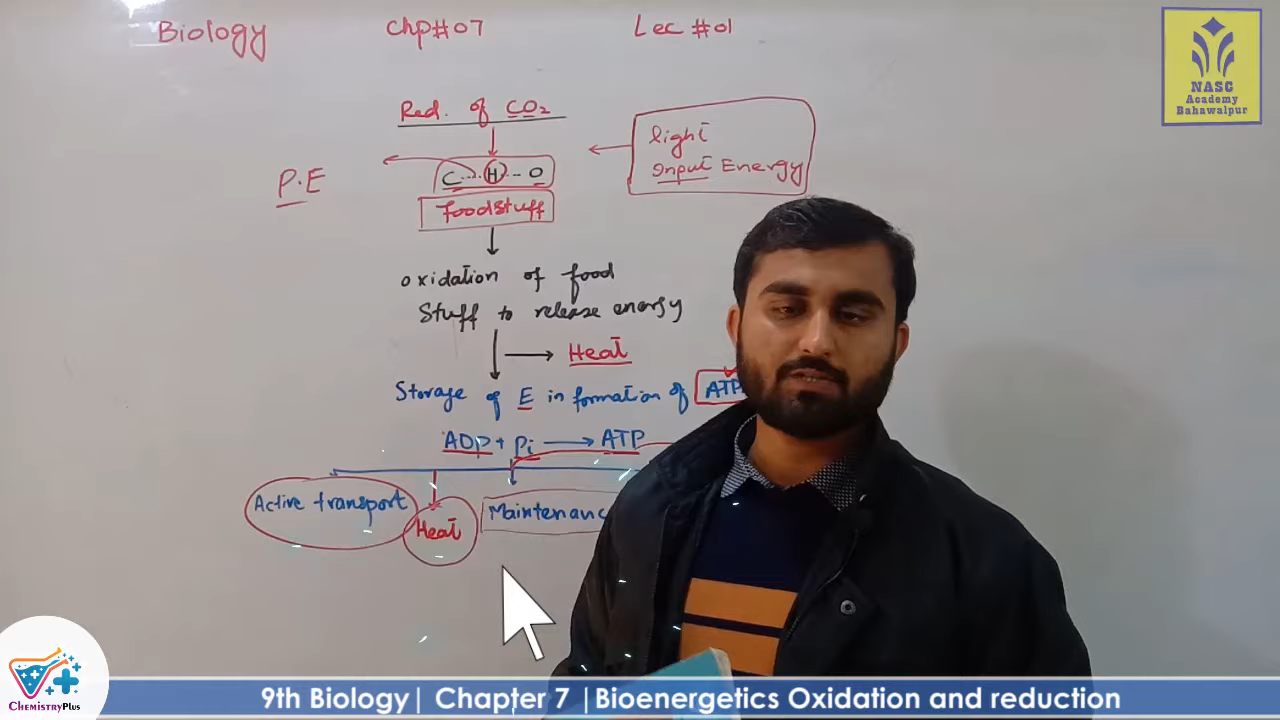 Biology Chp#07 Lec #01
NASC
Academy
Bahawalpur
Red. of CO2
light
Input Energy
P.E
C....H--O
foodstuff
oxidation of food
Stuff to release energy
Heat
Storage of E in formation of ATP
ADP + Pi → ATP
Active transport
Heat
Maintenanc
ChemistryPlus
9th Biology| Chapter 7 |Bioenergetics Oxidation and reduction